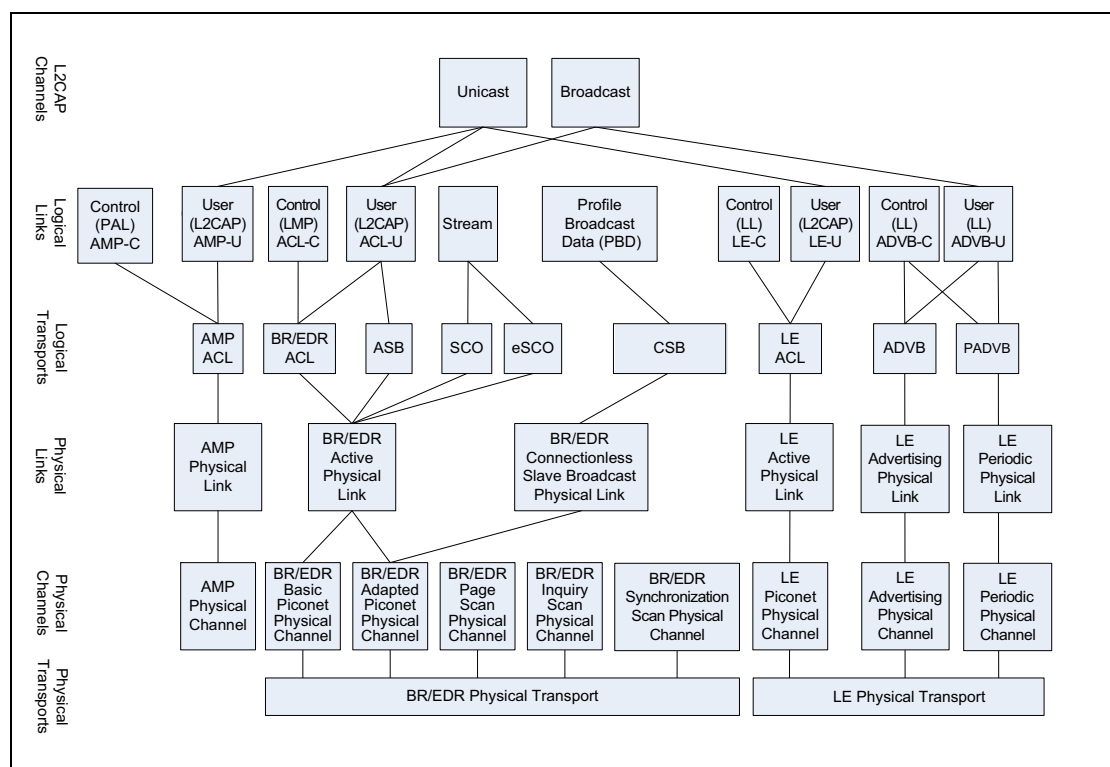 L2CAP
Channels
Unicast
Broadcast
Logical
Links
Control
(PAL)
AMP-C
User
(L2CAP)
AMP-U
Control
(LMP)
ACL-C
User
(L2CAP)
ACL-U
Stream
Profile
Broadcast
Data (PBD)
Control
(LL)
LE-C
User
(L2CAP)
LE-U
Control
(LL)
ADVB-C
User
(LL)
ADVB-U
Logical
Transports
AMP
ACL
BR/EDR
ACL
ASB
SCO
eSCO
CSB
LE
ACL
ADVB
PADVB
Physical
Links
AMP
Physical
Link
BR/EDR
Active
Physical
Link
BR/EDR
Connectionless
Slave Broadcast
Physical Link
LE
Active
Physical
Link
LE
Advertising
Physical
Link
LE
Periodic
Physical
Link
Physical
Channels
AMP
Physical
Channel
BR/EDR
Basic
Piconet
Physical
Channel
BR/EDR
Adapted
Piconet
Physical
Channel
BR/EDR
Page
Scan
Physical
Channel
BR/EDR
Inquiry
Scan
Physical
Channel
BR/EDR
Synchronization
Scan Physical
Channel
LE
Piconet
Physical
Channel
LE
Advertising
Physical
Channel
LE
Periodic
Physical
Channel
Physical
Transports
BR/EDR Physical Transport
LE Physical Transport